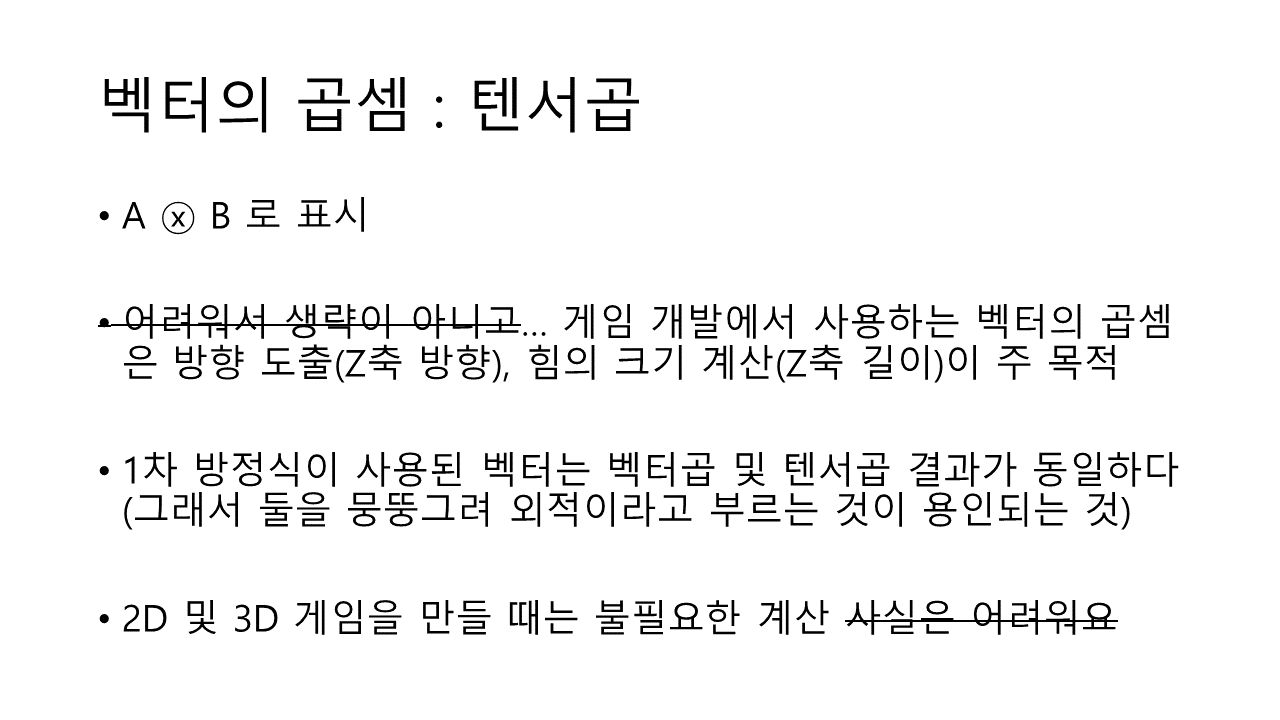 벡터의 곱셈 : 텐서곱
• A ⓧ B 로 표시
• 어려워서 생략이 아니고... 게임 개발에서 사용하는 벡터의 곱셈
은 방향 도출(Z축 방향), 힘의 크기 계산(Z축 길이)이 주 목적
• 1차 방정식이 사용된 벡터는 벡터곱 및 텐서곱 결과가 동일하다
(그래서 둘을 뭉뚱그려 외적이라고 부르는 것이 용인되는 것)
• 2D 및 3D 게임을 만들 때는 불필요한 계산 사실은 어려워요